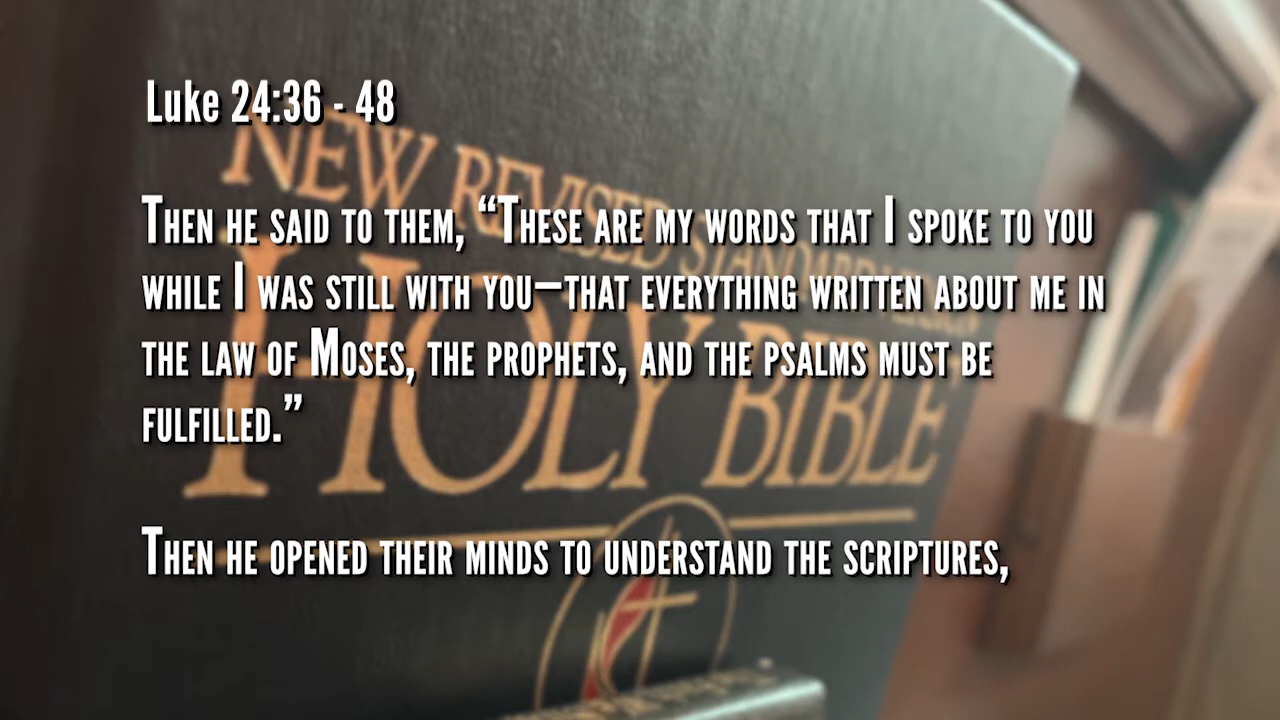 Luke 24:36 - 48
Then he said to them, “These are my words that I spoke to you
while I was still with you—that everything written about me in
the law of Moses, the prophets, and the psalms must be
fulfilled.”
Then he opened their minds to understand the scriptures,
NEW REVISED STANDARD VERSION
HOLY BIBLE